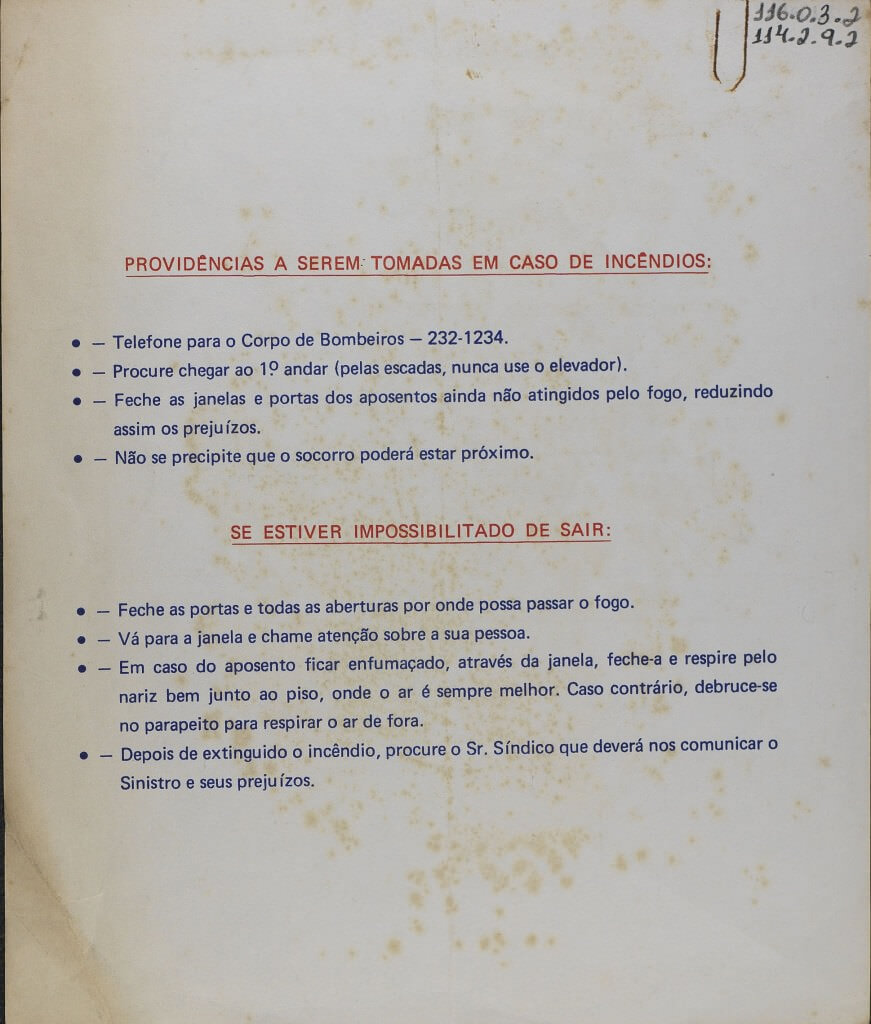 116.0.3.2
114.2.9.2
PROVIDÊNCIAS A SEREM TOMADAS EM CASO DE INCÊNDIOS:
● — Telefone para o Corpo de Bombeiros — 232-1234.
● — Procure chegar ao 1º andar (pelas escadas, nunca use o elevador).
● — Feche as janelas e portas dos aposentos ainda não atingidos pelo fogo, reduzindo
assim os prejuízos.
● — Não se precipite que o socorro poderá estar próximo.
SE ESTIVER IMPOSSIBILITADO DE SAIR:
● — Feche as portas e todas as aberturas por onde possa passar o fogo.
● — Vá para a janela e chame atenção sobre a sua pessoa.
● — Em caso do aposento ficar enfumaçado, através da janela, feche-a e respire pelo
nariz bem junto ao piso, onde o ar é sempre melhor. Caso contrário, debruce-se
no parapeito para respirar o ar de fora.
● — Depois de extinguido o incêndio, procure o Sr. Síndico que deverá nos comunicar o
Sinistro e seus prejuízos.